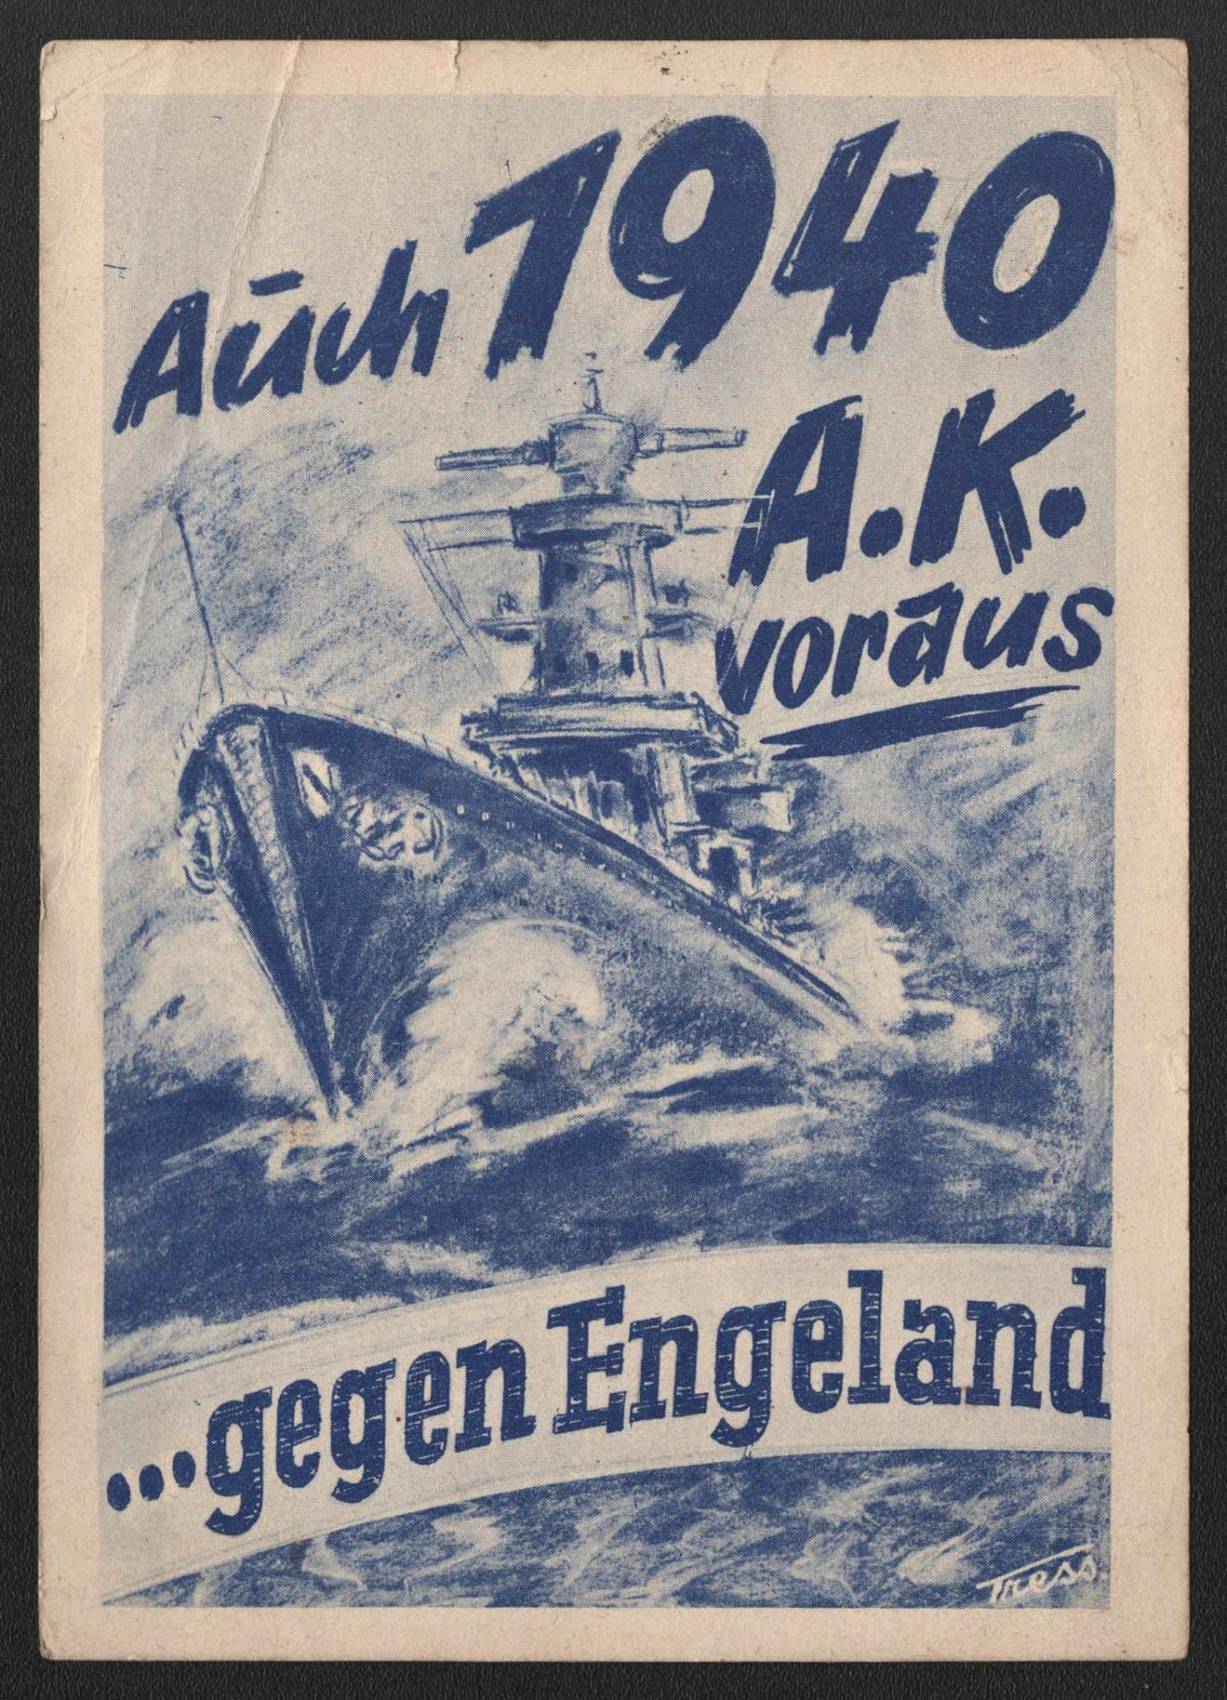 Auch 1940
A.K.
voraus
...gegen Engeland
Tress